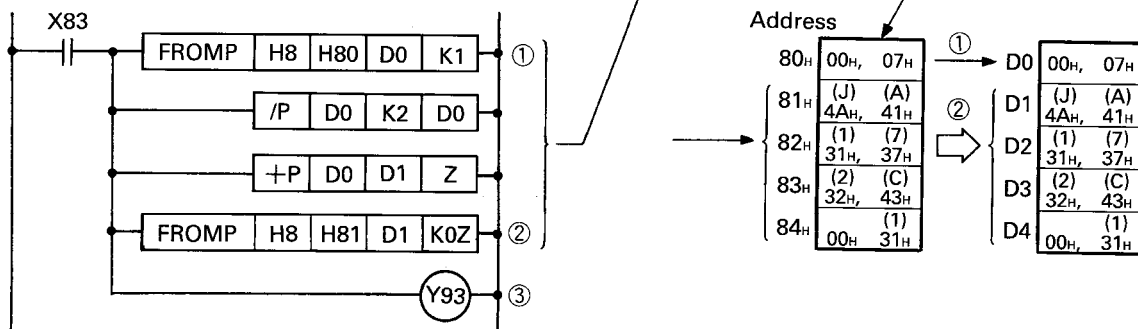 X83
FROMP H8 H80 D0 K1 ①
/P D0 K2 D0
+P D0 D1 Z
FROMP H8 H81 D1 K0Z ②
Y93 ③
Address
80H 00H, 07H ① D0 00H, 07H
81H (J) 4AH, (A) 41H ② D1 (J) 4AH, (A) 41H
82H (1) 31H, (7) 37H D2 (1) 31H, (7) 37H
83H (2) 32H, (C) 43H D3 (2) 32H, (C) 43H
84H 00H, (1) 31H D4 00H, (1) 31H